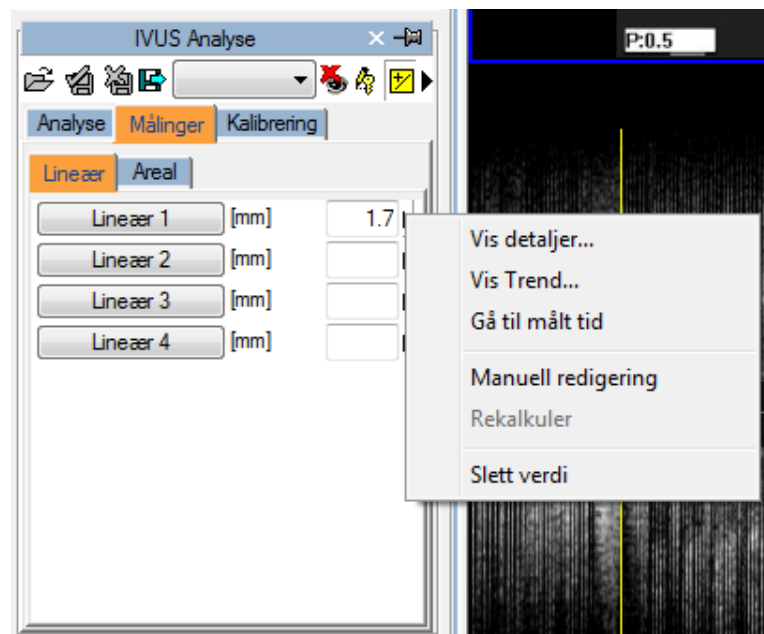 IVUS Analyse
P:0.5
Analyse Målinger Kalibrering
Lineær Areal
Lineær 1 [mm] 1.7
Lineær 2 [mm]
Lineær 3 [mm]
Lineær 4 [mm]
Vis detaljer...
Vis Trend...
Gå til målt tid
Manuell redigering
Rekalkuler
Slett verdi